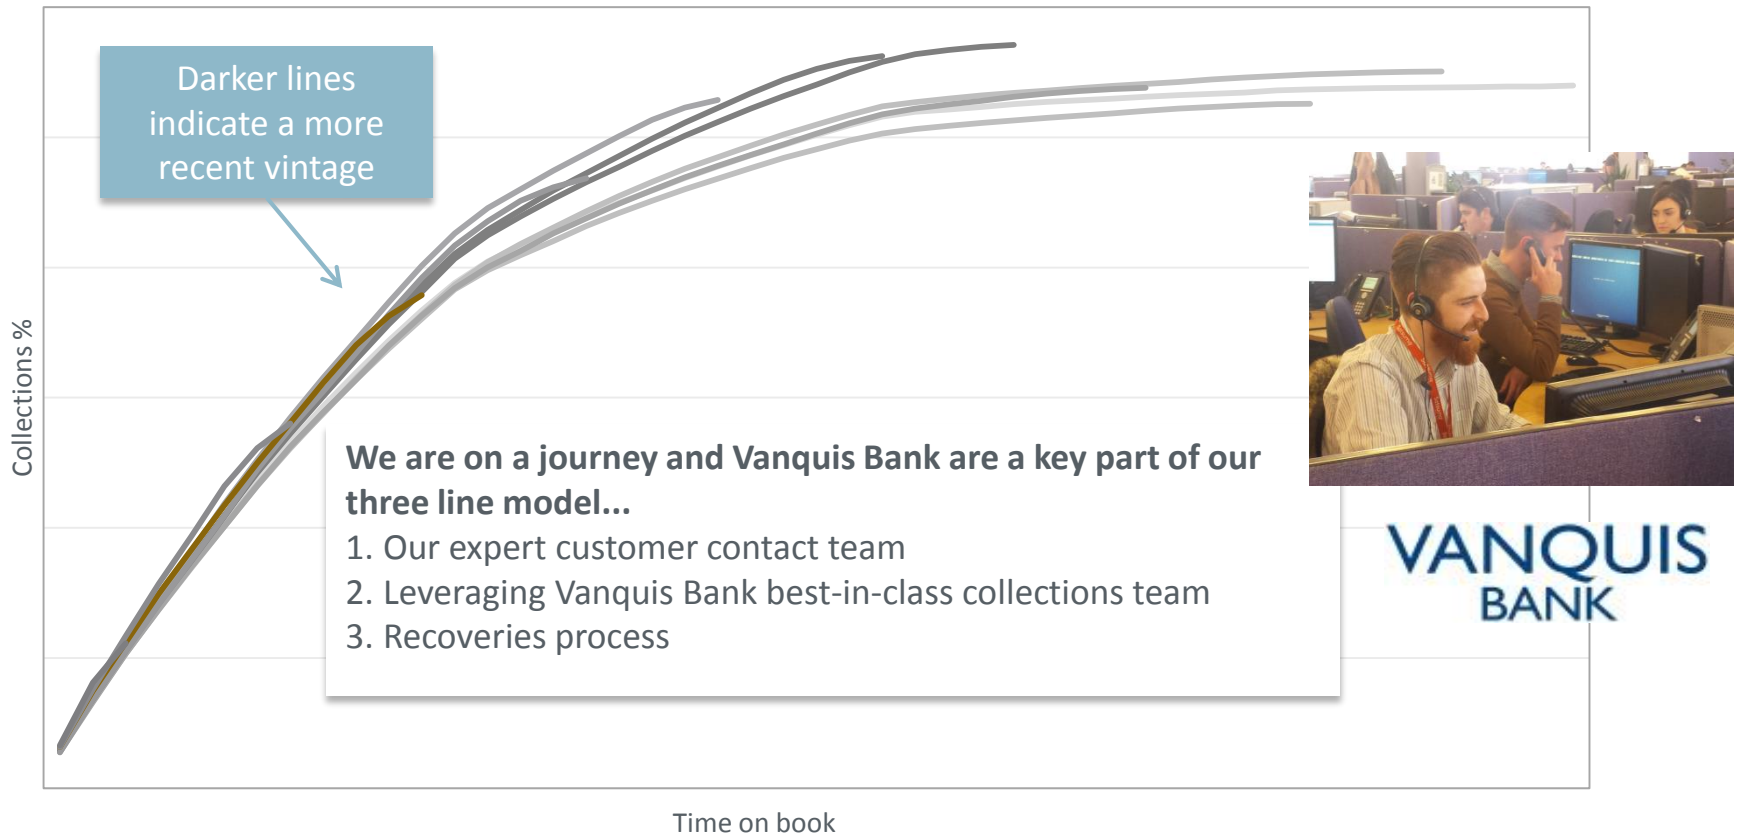 Darker lines
indicate a more
recent vintage
Collections %
We are on a journey and Vanquis Bank are a key part of our
three line model...
1. Our expert customer contact team
2. Leveraging Vanquis Bank best-in-class collections team
3. Recoveries process
VANQUIS
BANK
Time on book